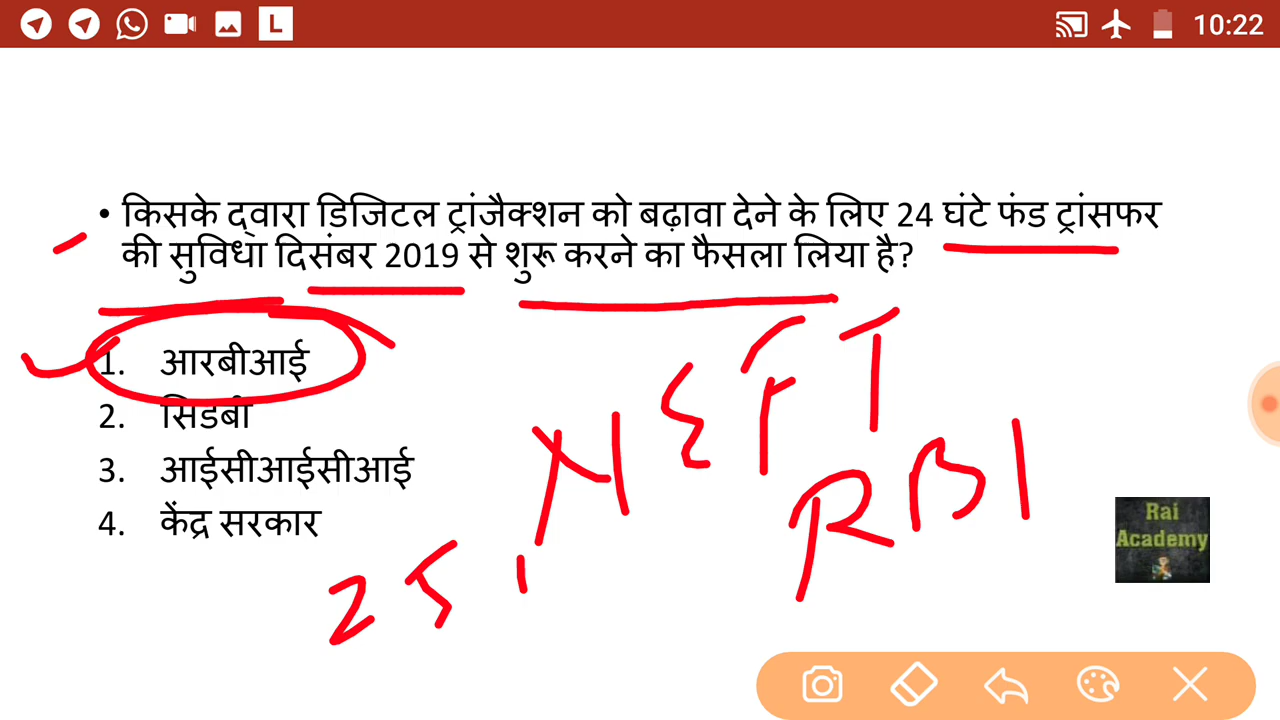 L 10:22
• किसके द्वारा डिजिटल ट्रांजैक्शन को बढ़ावा देने के लिए 24 घंटे फंड ट्रांसफर
की सुविधा दिसंबर 2019 से शुरू करने का फैसला लिया है?
1. आरबीआई
2. सिडबी
3. आईसीआईसीआई
4. केंद्र सरकार
NEFT
RBI
25,
Rai
Academy